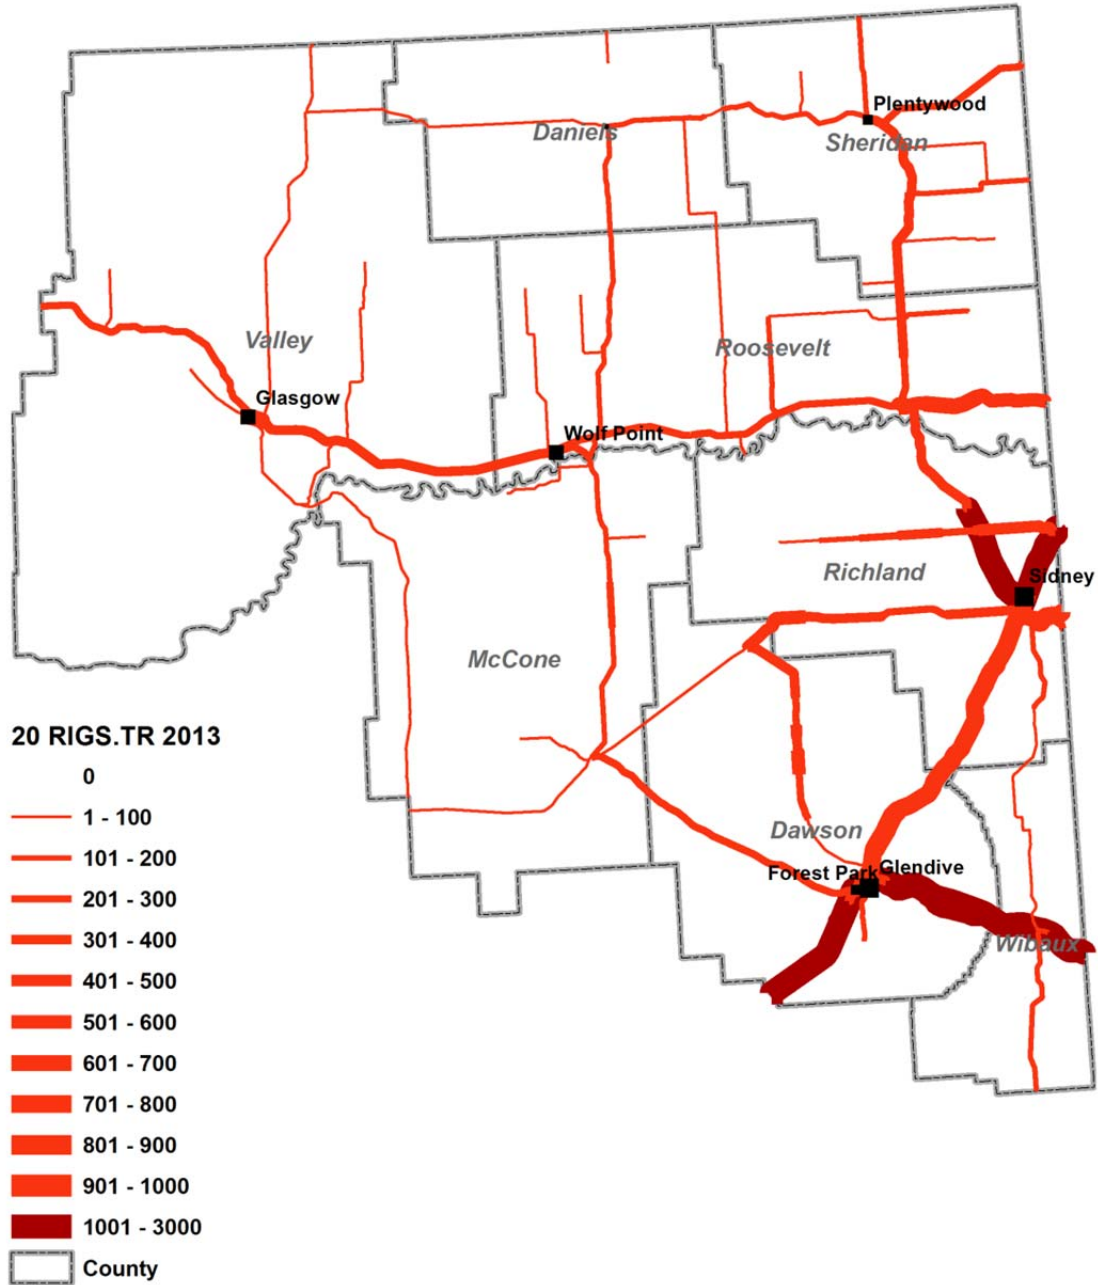 Plentywood
Daniels
Sheridan
Valley
Roosevelt
Glasgow
Wolf Point
Richland
Sidney
McCone
20 RIGS.TR 2013
0
1 - 100
101 - 200
201 - 300
301 - 400
401 - 500
501 - 600
601 - 700
701 - 800
801 - 900
901 - 1000
1001 - 3000
County
Dawson
Forest Park
Glendive
Wibaux